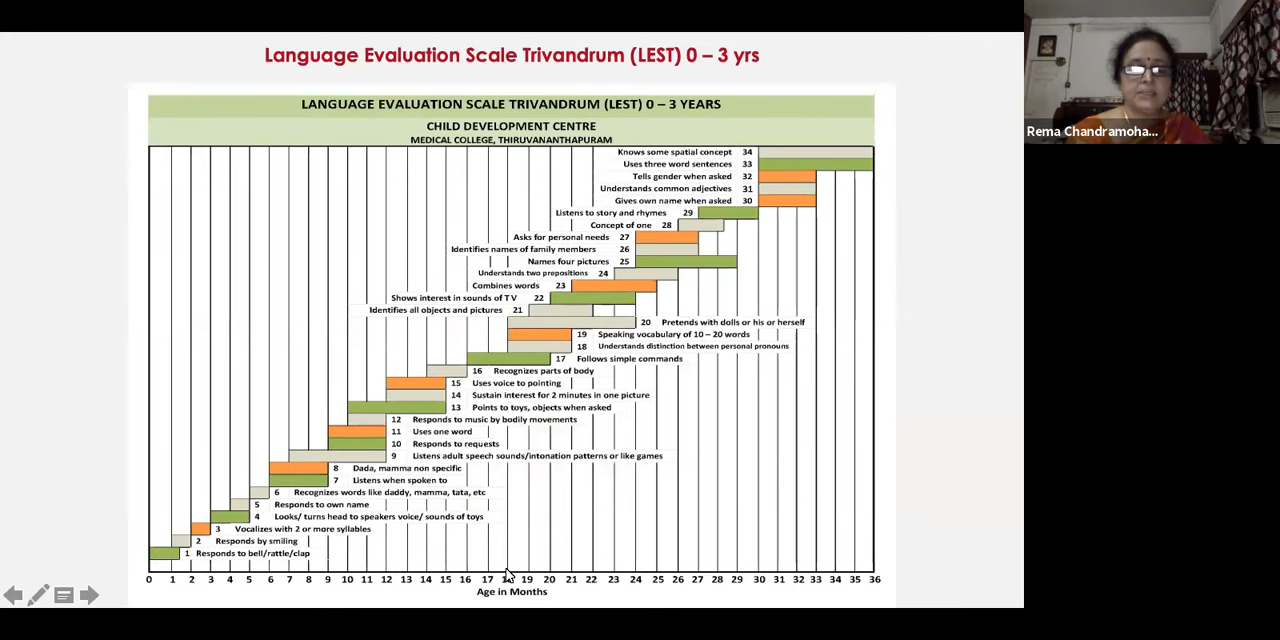 Language Evaluation Scale Trivandrum (LEST) 0 – 3 yrs
LANGUAGE EVALUATION SCALE TRIVANDRUM (LEST) 0 – 3 YEARS
CHILD DEVELOPMENT CENTRE
MEDICAL COLLEGE, THIRUVANANTHAPURAM
Knows some spatial concept 34
Uses three word sentences 33
Tells gender when asked 32
Understands common adjectives 31
Gives own name when asked 30
Listens to story and rhymes 29
Concept of one 28
Asks for personal needs 27
Identifies names of family members 26
Names four pictures 25
Understands two prepositions 24
Combines words 23
Shows interest in sounds of T V 22
Identifies all objects and pictures 21
20 Pretends with dolls or his or herself
19 Speaking vocabulary of 10 – 20 words
18 Understands distinction between personal pronouns
17 Follows simple commands
16 Recognizes parts of body
15 Uses voice to pointing
14 Sustain interest for 2 minutes in one picture
13 Points to toys, objects when asked
12 Responds to music by bodily movements
11 Uses one word
10 Responds to requests
9 Listens adult speech sounds/intonation patterns or like games
8 Dada, mamma non specific
7 Listens when spoken to
6 Recognizes words like daddy, mamma, tata, etc
5 Responds to own name
4 Looks/ turns head to speakers voice/ sounds of toys
3 Vocalizes with 2 or more syllables
2 Responds by smiling
1 Responds to bell/rattle/clap
0 1 2 3 4 5 6 7 8 9 10 11 12 13 14 15 16 17 18 19 20 21 22 23 24 25 26 27 28 29 30 31 32 33 34 35 36
Age in Months
Rema Chandramoha...